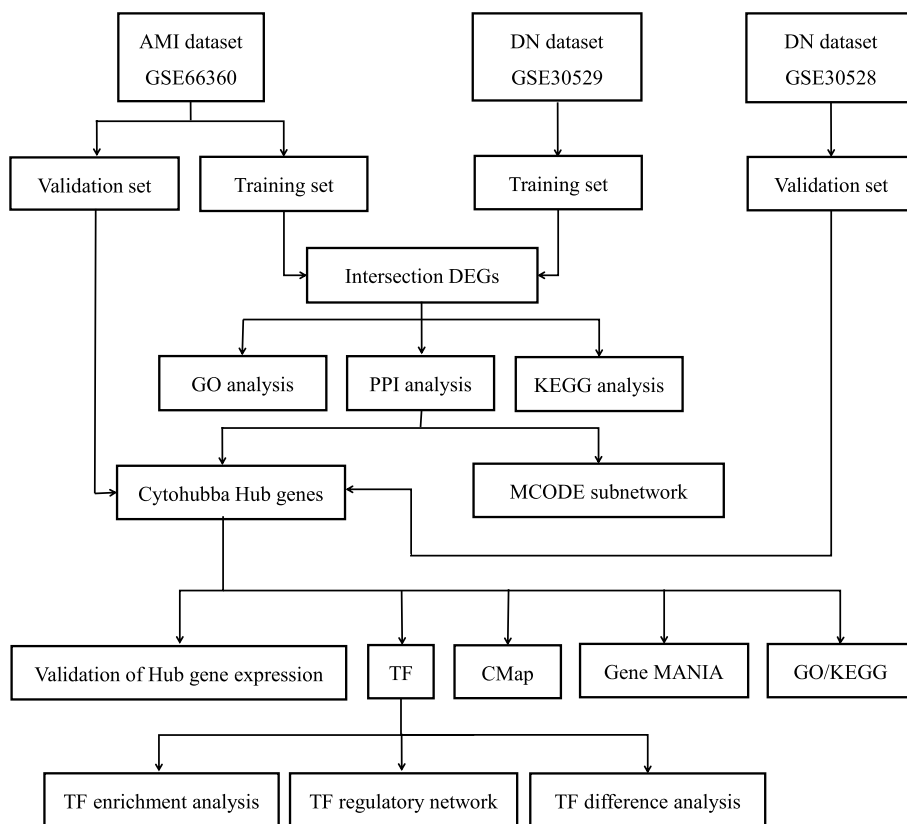 AMI dataset
GSE66360
DN dataset
GSE30529
DN dataset
GSE30528
Validation set
Training set
Training set
Validation set
Intersection DEGs
GO analysis
PPI analysis
KEGG analysis
Cytohubba Hub genes
MCODE subnetwork
Validation of Hub gene expression
TF
CMap
Gene MANIA
GO/KEGG
TF enrichment analysis
TF regulatory network
TF difference analysis